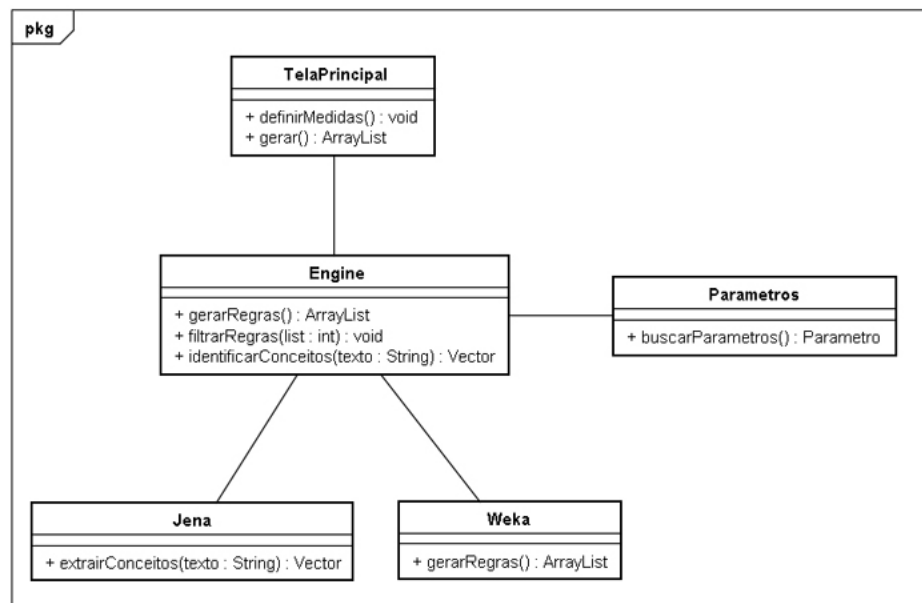 pkg
TelaPrincipal
+ definirMedidas() : void
+ gerar() : ArrayList
Engine
+ gerarRegras() : ArrayList
+ filtrarRegras(list : int) : void
+ identificarConceitos(texto : String) : Vector
Parametros
+ buscarParametros() : Parametro
Jena
+ extrairConceitos(texto : String) : Vector
Weka
+ gerarRegras() : ArrayList